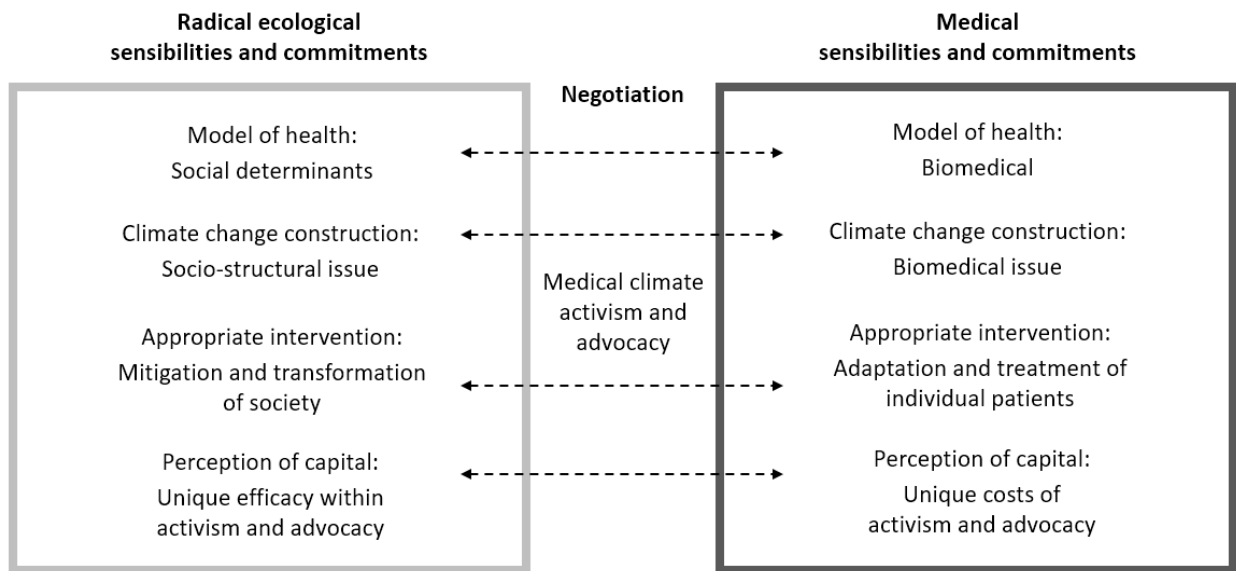 Radical ecological
sensibilities and commitments
Medical
sensibilities and commitments
Negotiation
Model of health:
Social determinants
Climate change construction:
Socio-structural issue
Appropriate intervention:
Mitigation and transformation
of society
Perception of capital:
Unique efficacy within
activism and advocacy
Medical climate
activism and
advocacy
Model of health:
Biomedical
Climate change construction:
Biomedical issue
Appropriate intervention:
Adaptation and treatment of
individual patients
Perception of capital:
Unique costs of
activism and advocacy